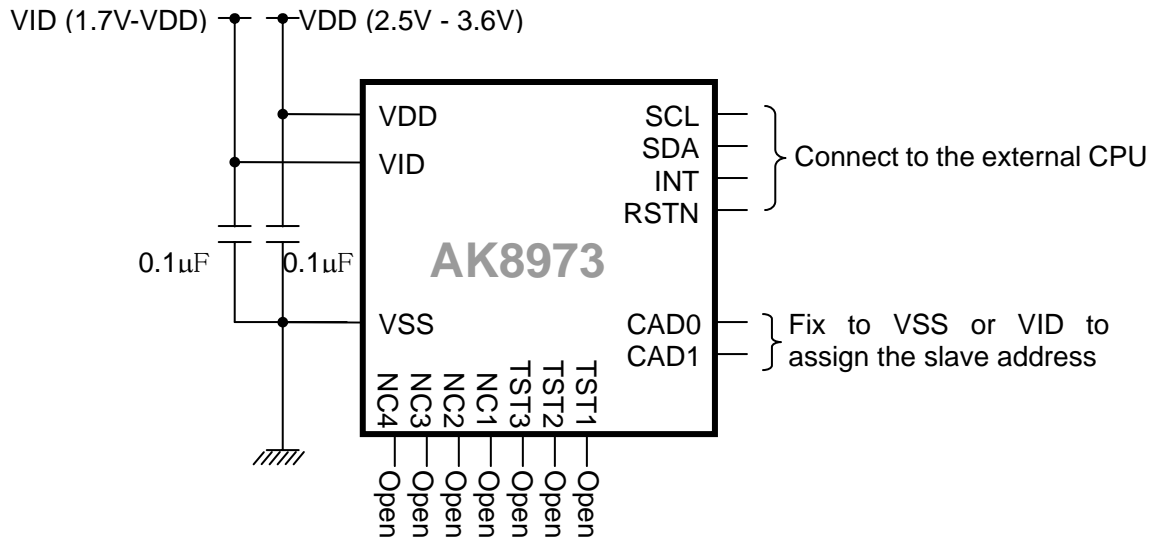 VID (1.7V-VDD)
VDD (2.5V - 3.6V)
VDD
VID
VSS
SCL
SDA
INT
RSTN
Connect to the external CPU
0.1μF
0.1μF
AK8973
CAD0
CAD1
Fix to VSS or VID to
assign the slave address
NC4
NC3
NC2
NC1
TST3
TST2
TST1
Open
Open
Open
Open
Open
Open
Open